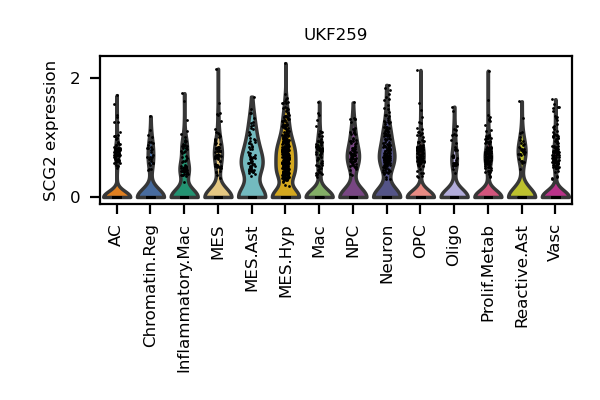 UKF259
SCG2 expression
2
0
AC
Chromatin.Reg
Inflammatory.Mac
MES
MES.Ast
MES.Hyp
Mac
NPC
Neuron
OPC
Oligo
Prolif.Metab
Reactive.Ast
Vasc